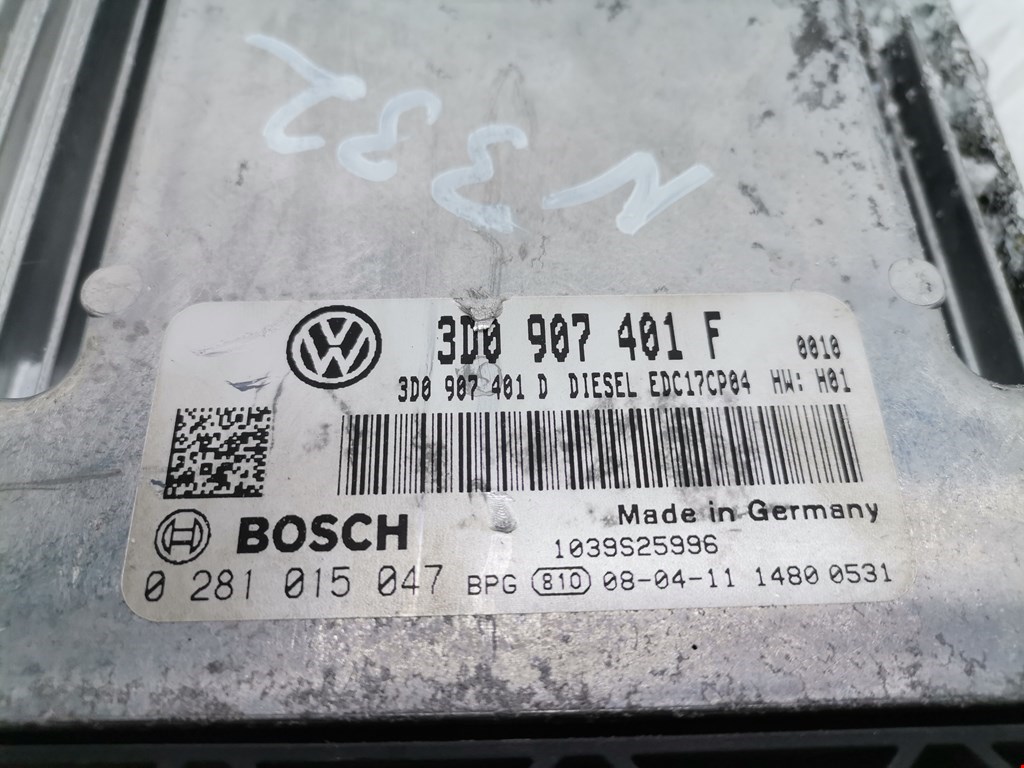 3D0 907 401 F 0010
3D0 907 401 D DIESEL EDC17CP04 HW: H01
BOSCH
Made in Germany
1039S25996
0 281 015 047 BPG 810 08-04-11 1480 0531